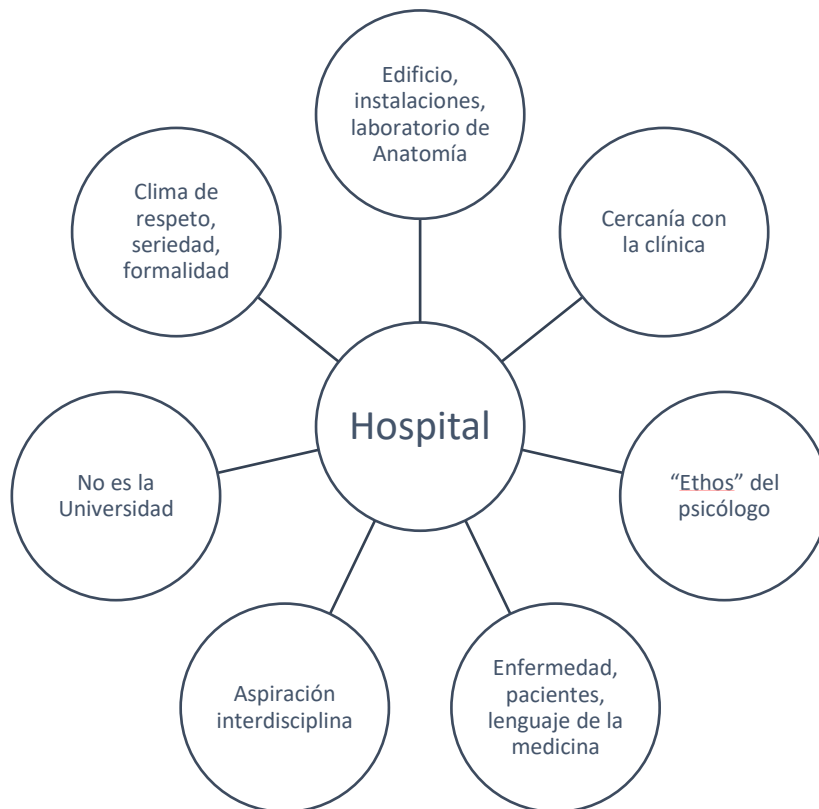 Edificio,
instalaciones,
laboratorio de
Anatomía
Clima de
respeto,
seriedad,
formalidad
Cercanía con
la clínica
Hospital
No es la
Universidad
“Ethos” del
psicólogo
Aspiración
interdisciplina
Enfermedad,
pacientes,
lenguaje de la
medicina